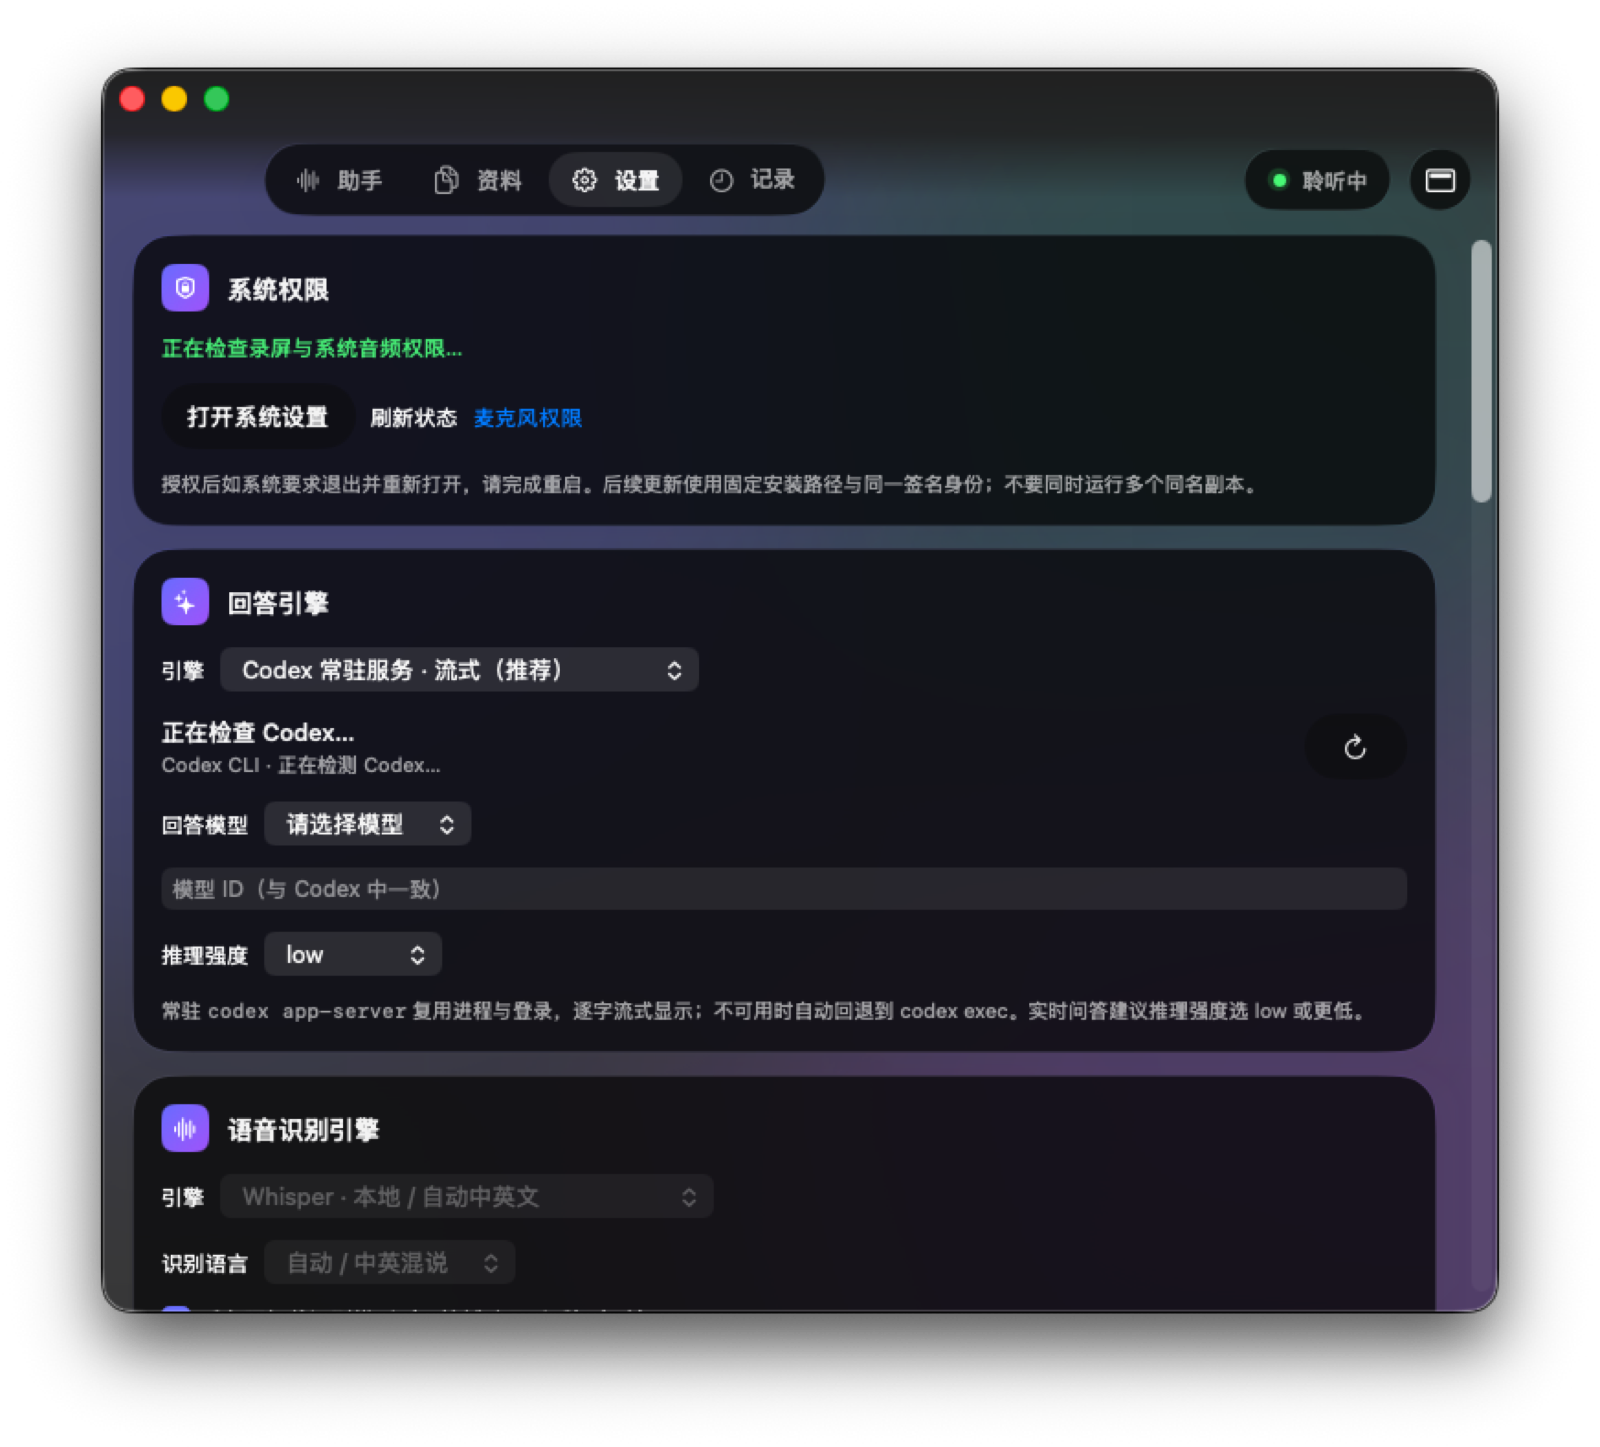 助手 资料 设置 记录 聆听中
系统权限
正在检查录屏与系统音频权限...
打开系统设置 刷新状态 麦克风权限
授权后如系统要求退出并重新打开，请完成重启。后续更新使用固定安装路径与同一签名身份；不要同时运行多个同名副本。
回答引擎
引擎 Codex 常驻服务 · 流式（推荐）
正在检查 Codex...
Codex CLI · 正在检测 Codex...
回答模型 请选择模型
模型 ID（与 Codex 中一致）
推理强度 low
常驻 codex app-server 复用进程与登录，逐字流式显示；不可用时自动回退到 codex exec。实时问答建议推理强度选 low 或更低。
语音识别引擎
引擎 Whisper · 本地 / 自动中英文
识别语言 自动 / 中英混说